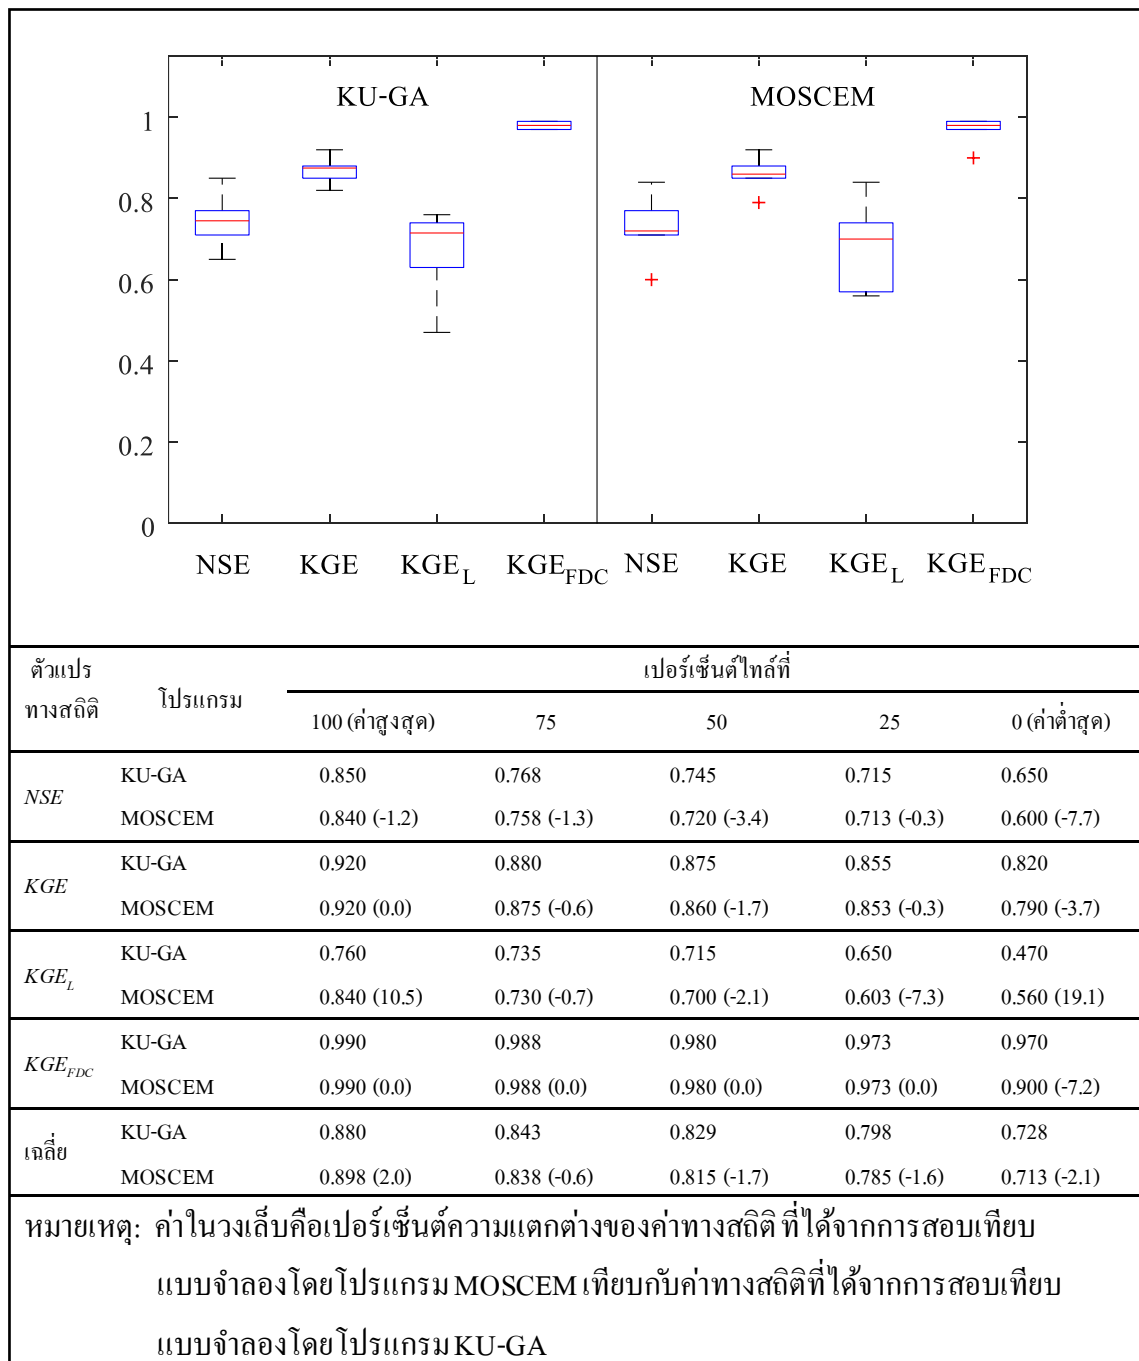 KU-GA MOSCEM
1
0.8
0.6
0.4
0.2
0
NSE KGE KGE_L KGE_FDC NSE KGE KGE_L KGE_FDC
ตัวแปรทางสถิติ โปรแกรม เปอร์เซ็นต์ไทล์ที่
100 (ค่าสูงสุด) 75 50 25 0 (ค่าต่ำสุด)
NSE KU-GA 0.850 0.768 0.745 0.715 0.650
MOSCEM 0.840 (-1.2) 0.758 (-1.3) 0.720 (-3.4) 0.713 (-0.3) 0.600 (-7.7)
KGE KU-GA 0.920 0.880 0.875 0.855 0.820
MOSCEM 0.920 (0.0) 0.875 (-0.6) 0.860 (-1.7) 0.853 (-0.3) 0.790 (-3.7)
KGE_L KU-GA 0.760 0.735 0.715 0.650 0.470
MOSCEM 0.840 (10.5) 0.730 (-0.7) 0.700 (-2.1) 0.603 (-7.3) 0.560 (19.1)
KGE_FDC KU-GA 0.990 0.988 0.980 0.973 0.970
MOSCEM 0.990 (0.0) 0.988 (0.0) 0.980 (0.0) 0.973 (0.0) 0.900 (-7.2)
เฉลี่ย KU-GA 0.880 0.843 0.829 0.798 0.728
MOSCEM 0.898 (2.0) 0.838 (-0.6) 0.815 (-1.7) 0.785 (-1.6) 0.713 (-2.1)
หมายเหตุ: ค่าในวงเล็บคือเปอร์เซ็นต์ความแตกต่างของค่าทางสถิติ ที่ได้จากการสอบเทียบ
แบบจำลองโดยโปรแกรม MOSCEM เทียบกับค่าทางสถิติที่ได้จากการสอบเทียบ
แบบจำลองโดยโปรแกรม KU-GA